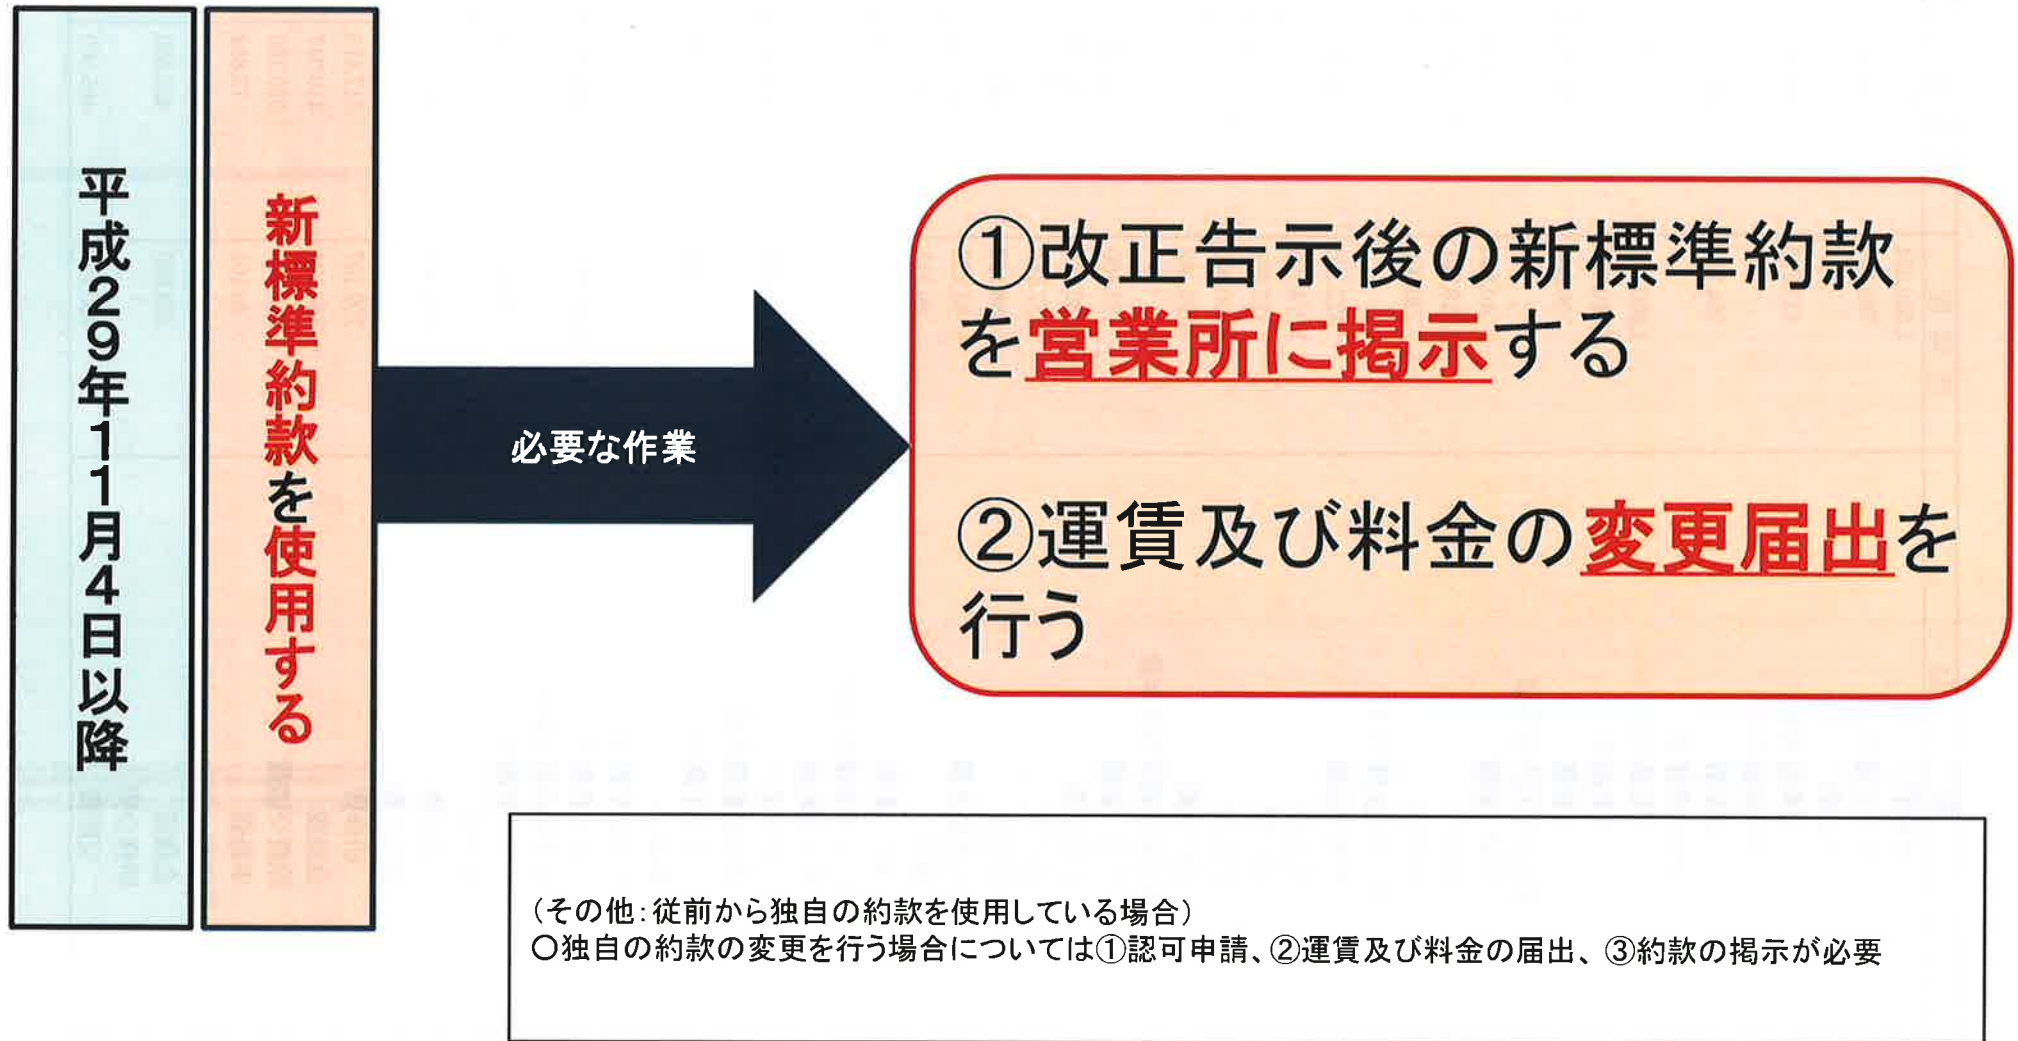 平成29年11月4日以降
新標準約款を使用する
必要な作業
①改正告示後の新標準約款
を営業所に掲示する
②運賃及び料金の変更届出を
行う
(その他:従前から独自の約款を使用している場合)
○独自の約款の変更を行う場合については①認可申請、②運賃及び料金の届出、③約款の掲示が必要